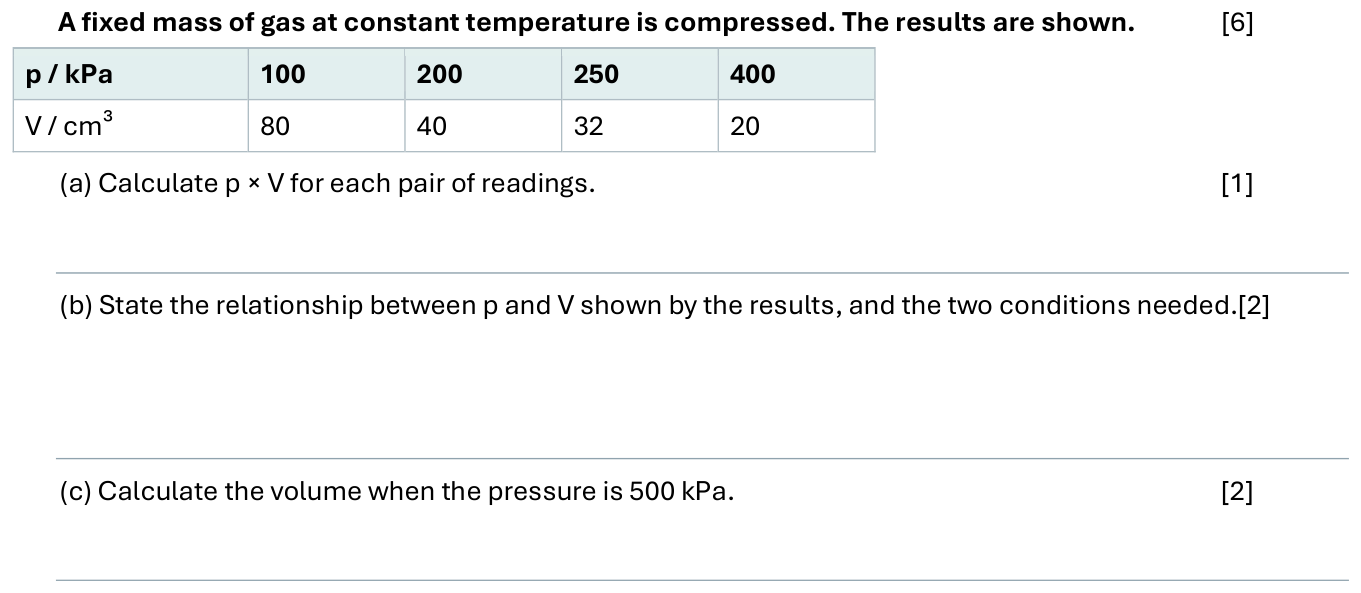 A fixed mass of gas at constant temperature is compressed. The results are shown. [6]
p / kPa 100 200 250 400
V / cm³ 80 40 32 20
(a) Calculate p × V for each pair of readings. [1]
(b) State the relationship between p and V shown by the results, and the two conditions needed.[2]
(c) Calculate the volume when the pressure is 500 kPa. [2]